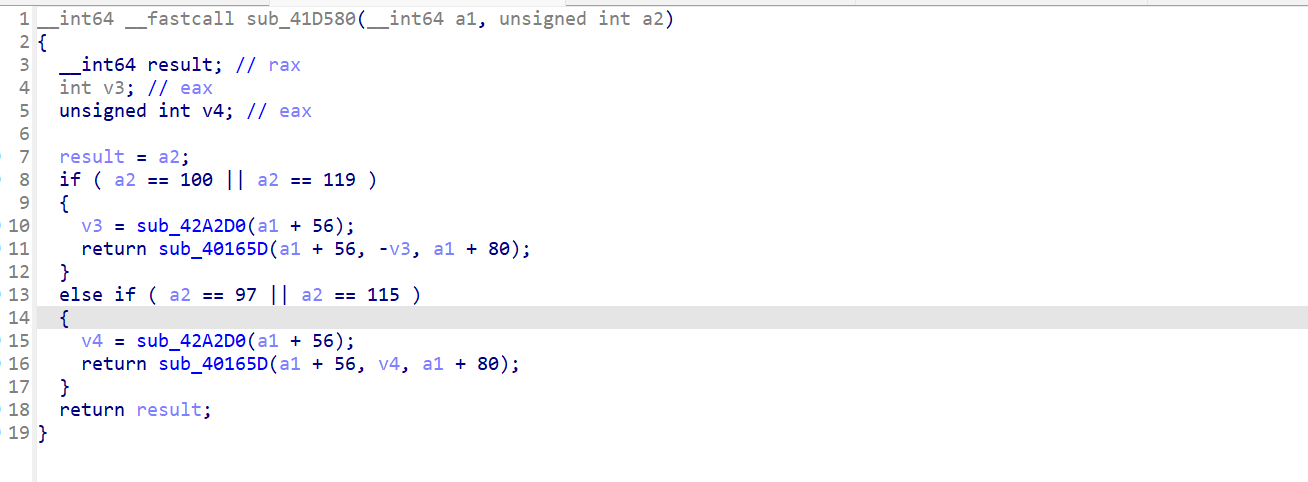 1 __int64 __fastcall sub_41D580(__int64 a1, unsigned int a2)
2 {
3   __int64 result; // rax
4   int v3; // eax
5   unsigned int v4; // eax
6
7   result = a2;
8   if ( a2 == 100 || a2 == 119 )
9   {
10     v3 = sub_42A2D0(a1 + 56);
11     return sub_40165D(a1 + 56, -v3, a1 + 80);
12   }
13   else if ( a2 == 97 || a2 == 115 )
14   {
15     v4 = sub_42A2D0(a1 + 56);
16     return sub_40165D(a1 + 56, v4, a1 + 80);
17   }
18   return result;
19 }